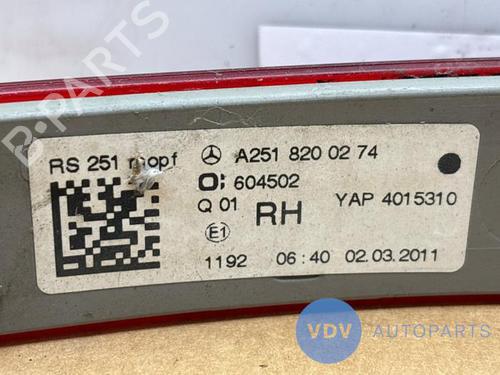 B-PARTS
RS 251 mopf A251 820 02 74
604502
Q 01 RH YAP 4015310
E1
1192 06:40 02.03.2011
VDV AUTOPARTS